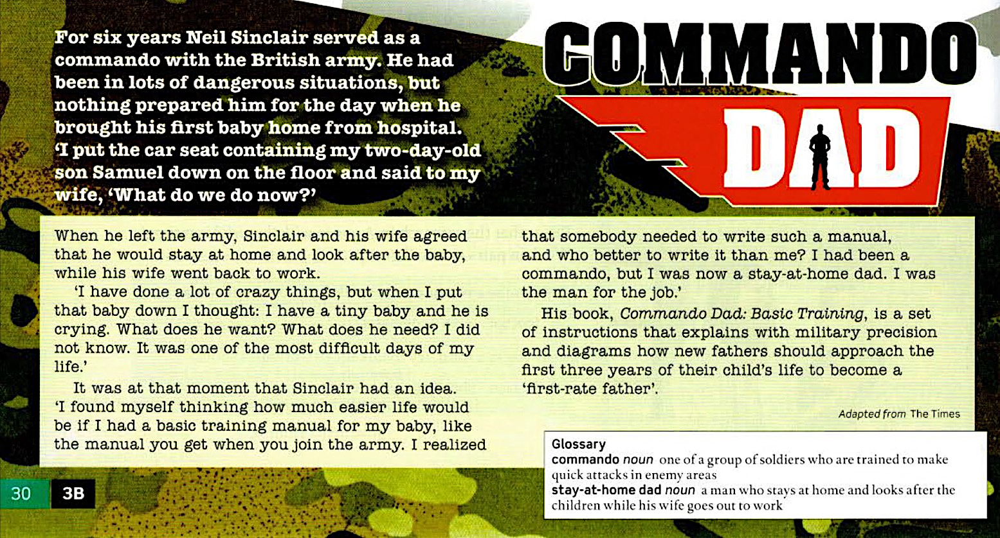 For six years Neil Sinclair served as a
commando with the British army. He had
been in lots of dangerous situations, but
nothing prepared him for the day when he
brought his first baby home from hospital.
‘I put the car seat containing my two-day-old
son Samuel down on the floor and said to my
wife, ‘What do we do now?’
COMMANDO
DAD
When he left the army, Sinclair and his wife agreed
that he would stay at home and look after the baby,
while his wife went back to work.
‘I have done a lot of crazy things, but when I put
that baby down I thought: I have a tiny baby and he is
crying. What does he want? What does he need? I did
not know. It was one of the most difficult days of my
life.’
It was at that moment that Sinclair had an idea.
‘I found myself thinking how much easier life would
be if I had a basic training manual for my baby, like
the manual you get when you join the army. I realized
that somebody needed to write such a manual,
and who better to write it than me? I had been a
commando, but I was now a stay-at-home dad. I was
the man for the job.’
His book, Commando Dad: Basic Training, is a set
of instructions that explains with military precision
and diagrams how new fathers should approach the
first three years of their child’s life to become a
‘first-rate father’.
Adapted from The Times
Glossary
commando noun one of a group of soldiers who are trained to make
quick attacks in enemy areas
stay-at-home dad noun a man who stays at home and looks after the
children while his wife goes out to work
30 3B